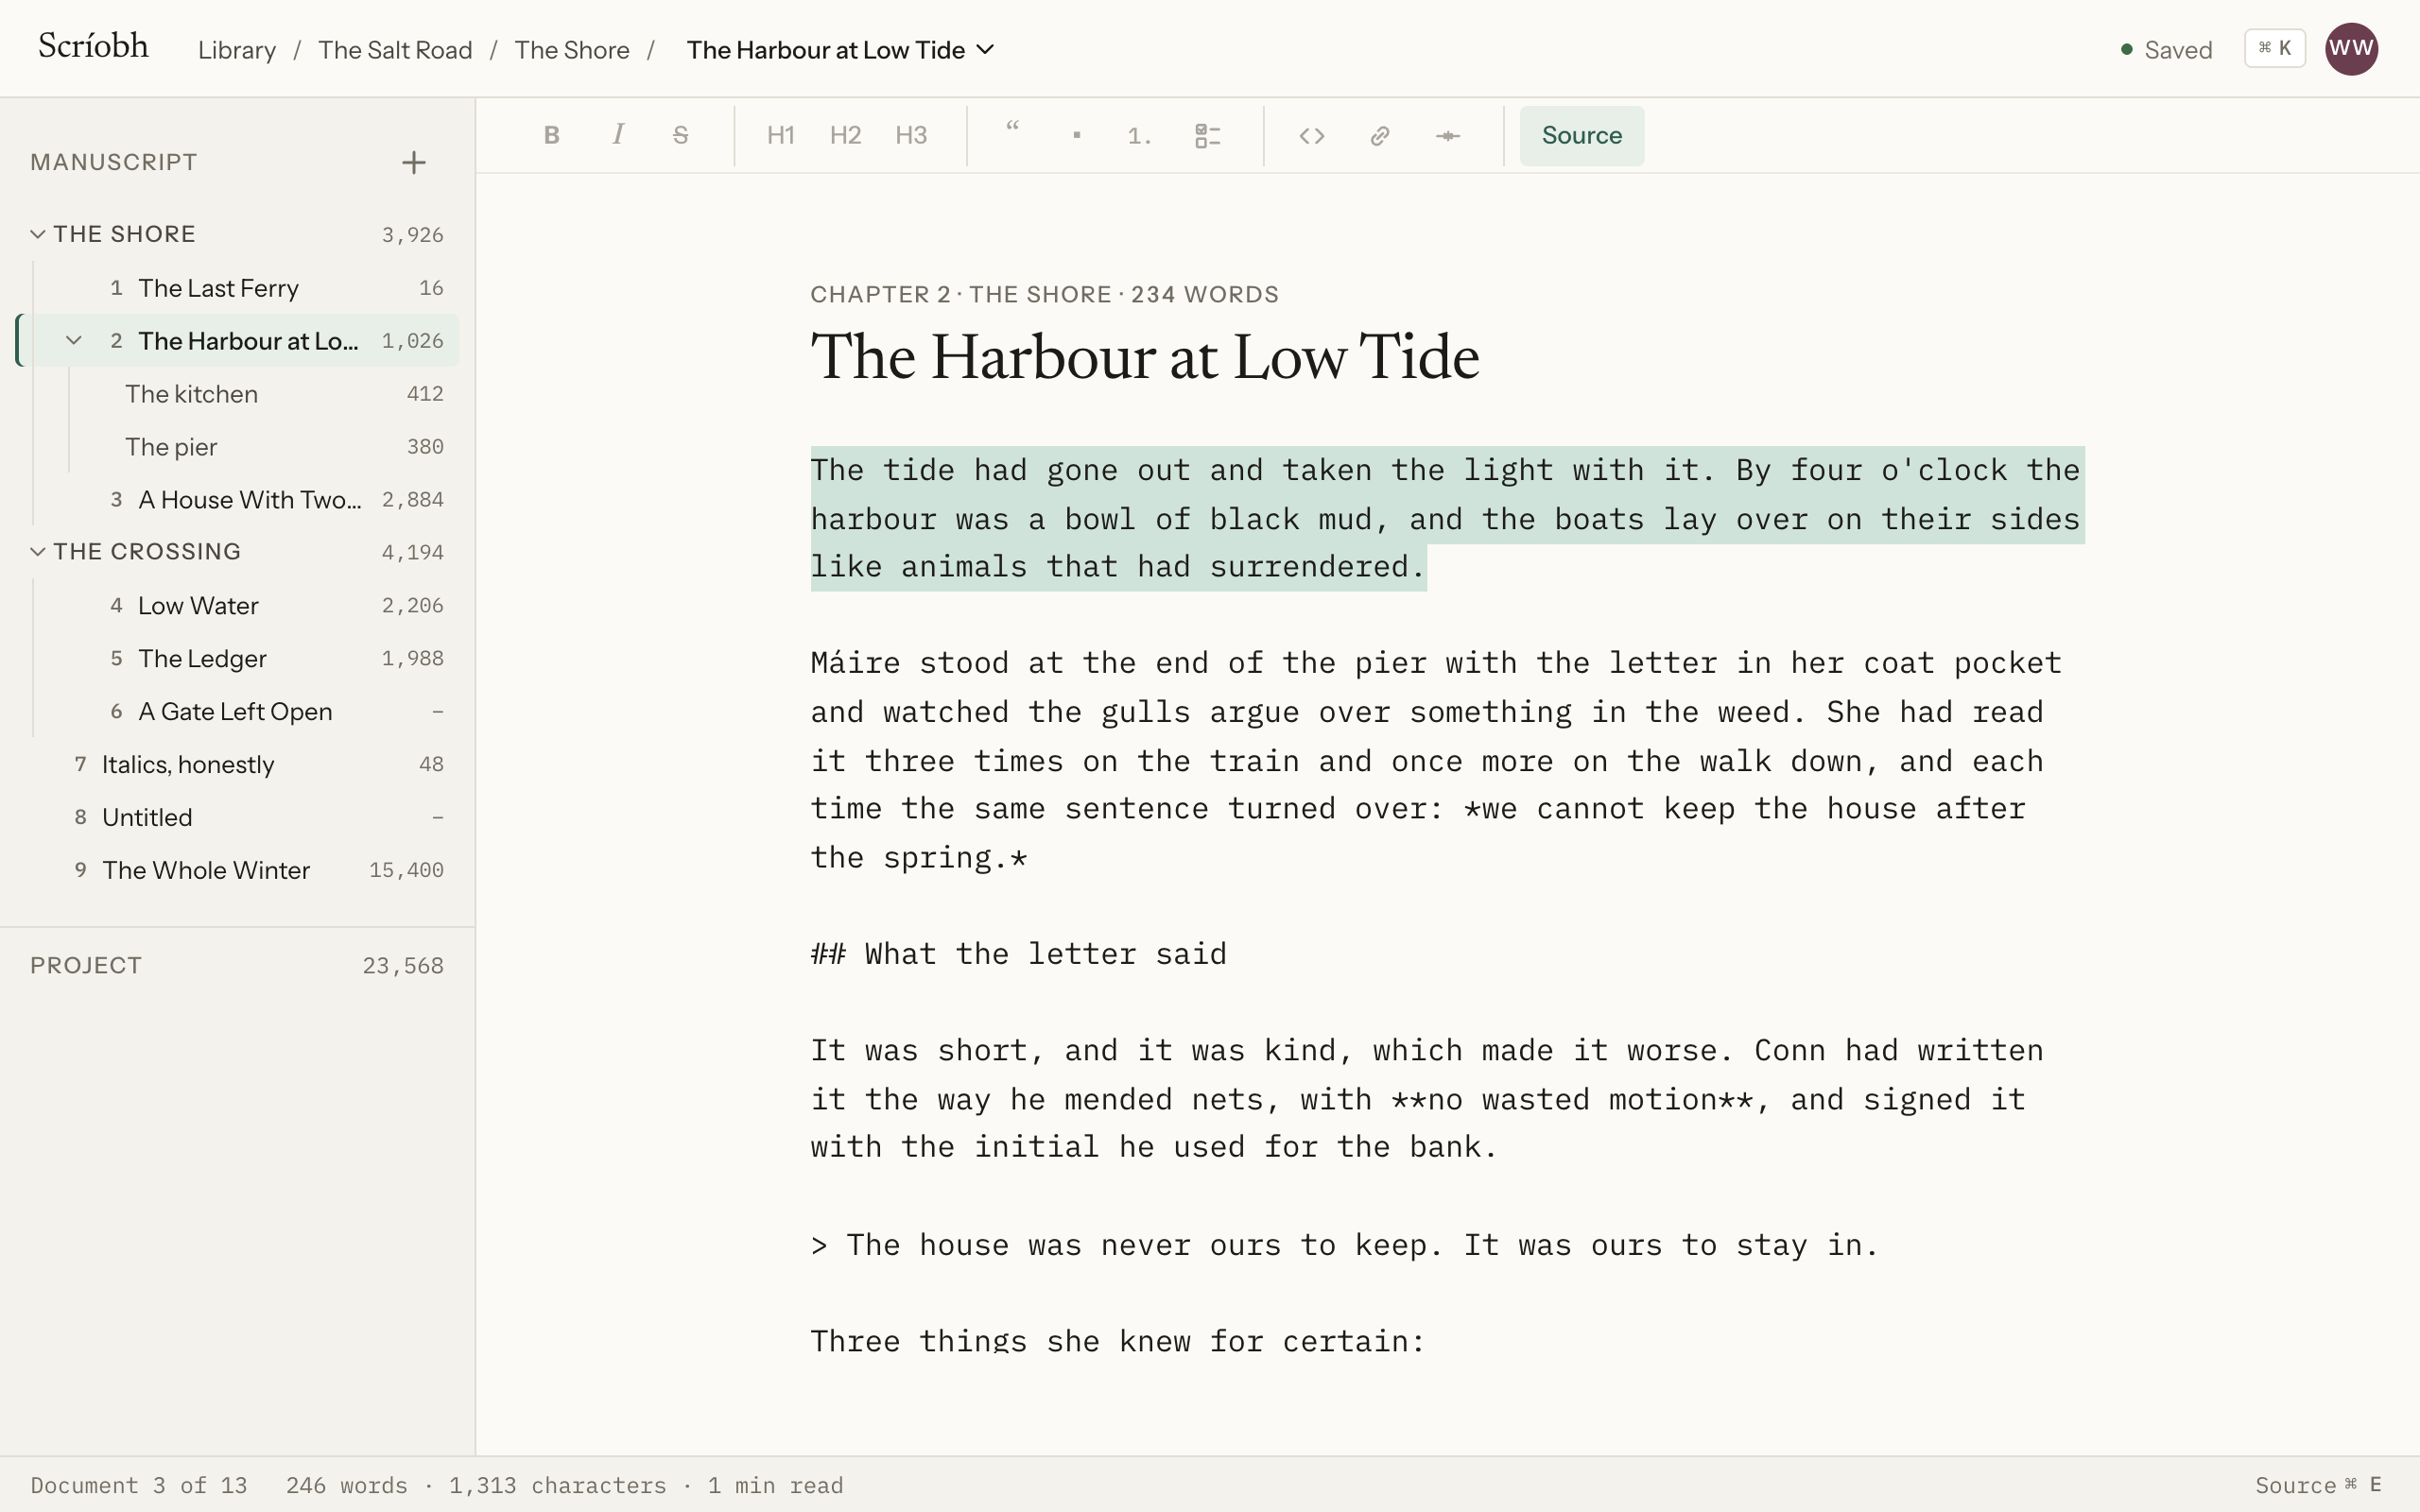 Scríobh Library / The Salt Road / The Shore / The Harbour at Low Tide Saved ⌘ K WW
B I S H1 H2 H3 “ ▪ 1. <> Source
MANUSCRIPT +
THE SHORE 3,926
1 The Last Ferry 16
2 The Harbour at Lo... 1,026
The kitchen 412
The pier 380
3 A House With Two... 2,884
THE CROSSING 4,194
4 Low Water 2,206
5 The Ledger 1,988
6 A Gate Left Open –
7 Italics, honestly 48
8 Untitled –
9 The Whole Winter 15,400
PROJECT 23,568
CHAPTER 2 · THE SHORE · 234 WORDS
The Harbour at Low Tide
The tide had gone out and taken the light with it. By four o'clock the
harbour was a bowl of black mud, and the boats lay over on their sides
like animals that had surrendered.
Máire stood at the end of the pier with the letter in her coat pocket
and watched the gulls argue over something in the weed. She had read
it three times on the train and once more on the walk down, and each
time the same sentence turned over: *we cannot keep the house after
the spring.*
## What the letter said
It was short, and it was kind, which made it worse. Conn had written
it the way he mended nets, with **no wasted motion**, and signed it
with the initial he used for the bank.
> The house was never ours to keep. It was ours to stay in.
Three things she knew for certain:
Document 3 of 13 246 words · 1,313 characters · 1 min read Source ⌘ E